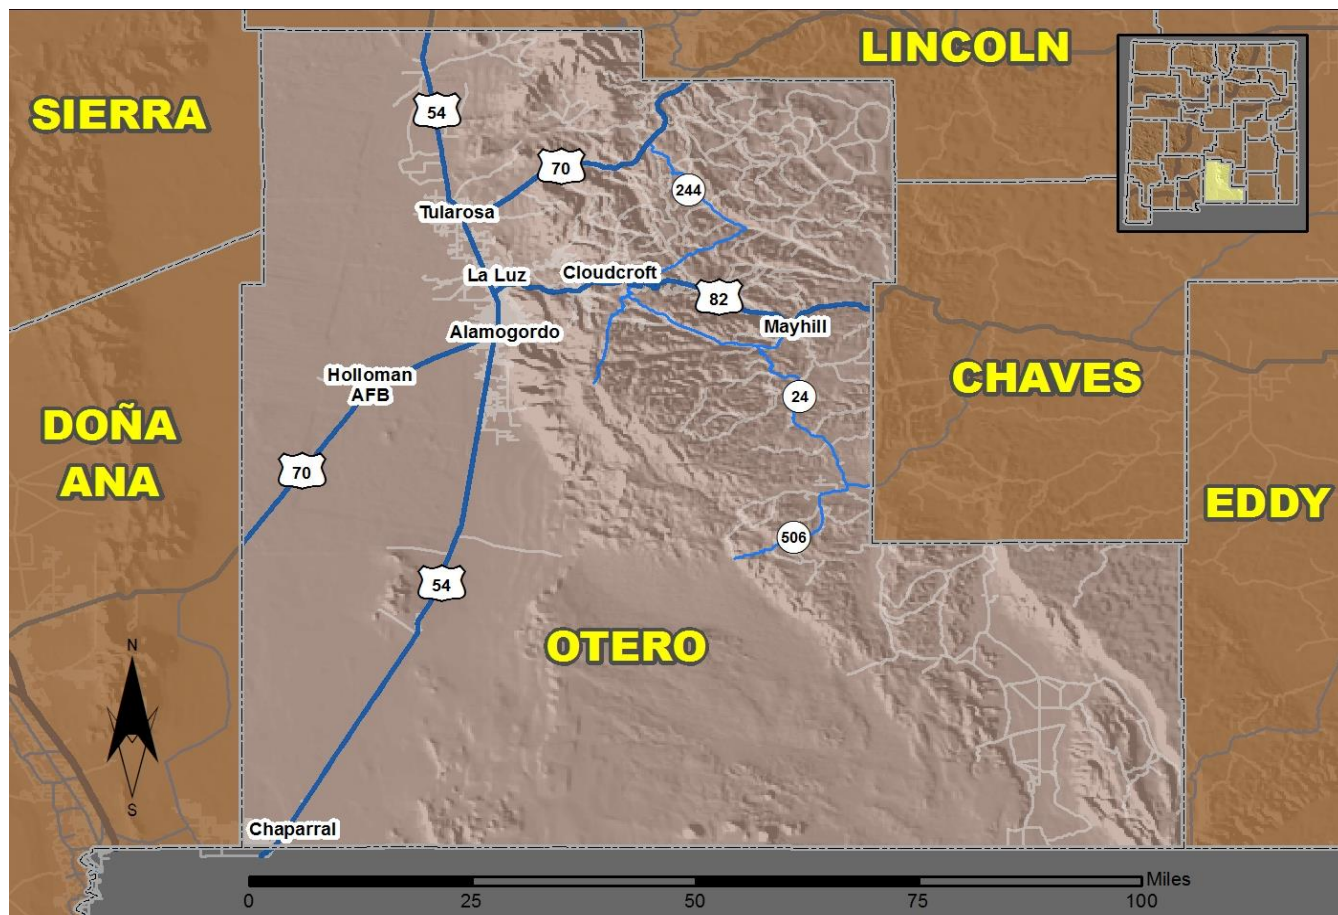 LINCOLN
SIERRA
54
70
244
Tularosa
La Luz
Cloudcroft
82
Mayhill
Alamogordo
Holloman
AFB
CHAVES
24
DOÑA
ANA
70
EDDY
506
54
OTERO
N
S
Chaparral
Miles
0
25
50
75
100